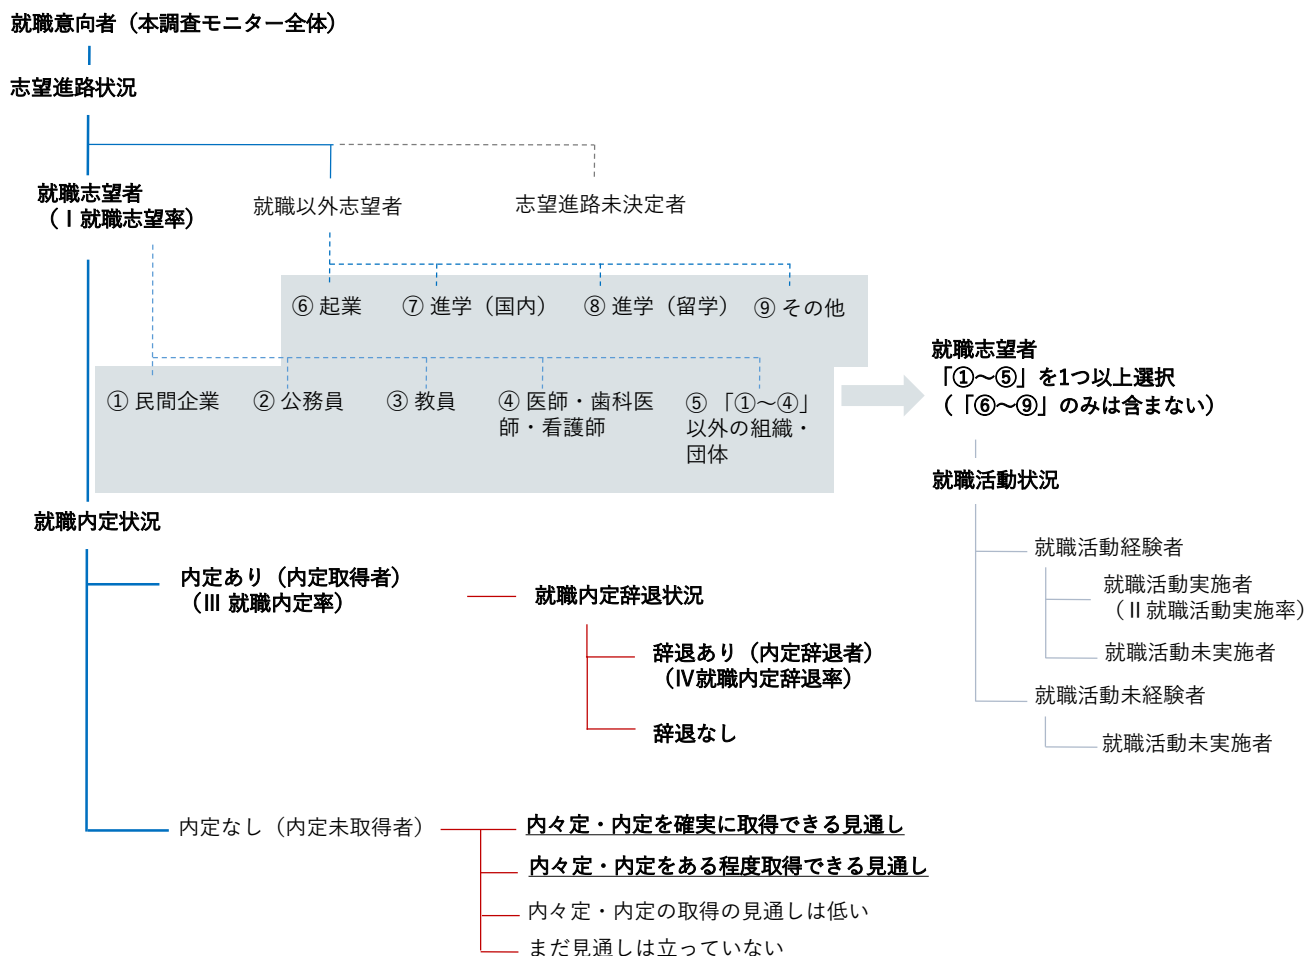 就職意向者（本調査モニター全体）
志望進路状況
就職志望者
（Ⅰ就職志望率）
就職以外志望者
志望進路未決定者
⑥ 起業
⑦ 進学（国内）
⑧ 進学（留学）
⑨ その他
① 民間企業
② 公務員
③ 教員
④ 医師・歯科医
師・看護師
⑤ 「①～④」
以外の組織・
団体
就職志望者
「①～⑤」を1つ以上選択
（「⑥～⑨」のみは含まない）
就職活動状況
就職活動経験者
就職活動実施者
（Ⅱ就職活動実施率）
就職活動未実施者
就職活動未経験者
就職活動未実施者
就職内定状況
内定あり（内定取得者）
（Ⅲ 就職内定率）
就職内定辞退状況
辞退あり（内定辞退者）
（Ⅳ就職内定辞退率）
辞退なし
内定なし（内定未取得者）
内々定・内定を確実に取得できる見通し
内々定・内定をある程度取得できる見通し
内々定・内定の取得の見通しは低い
まだ見通しは立っていない